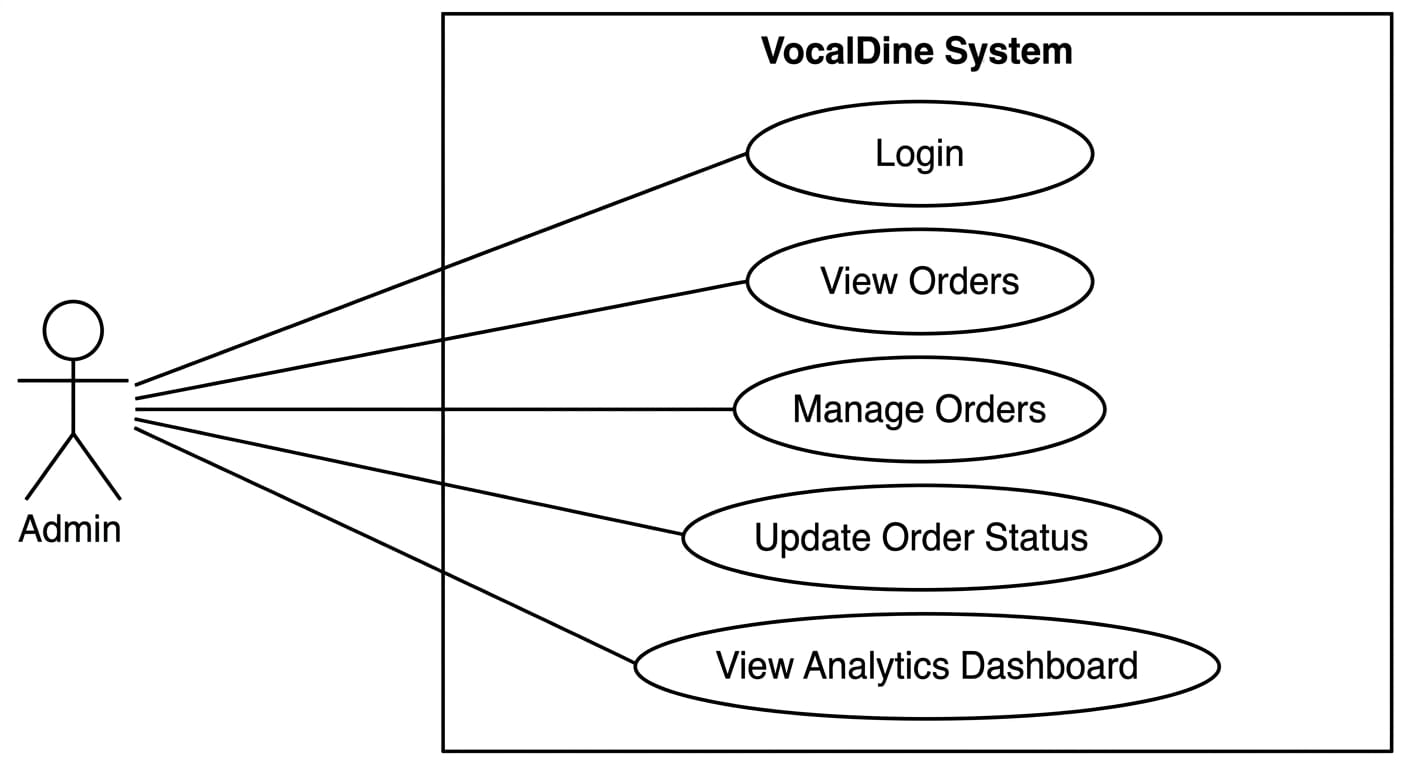 VocalDine System
Login
View Orders
Manage Orders
Update Order Status
View Analytics Dashboard
Admin